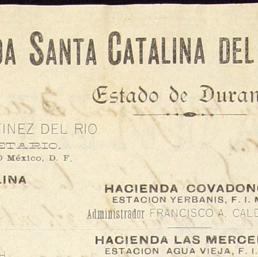 DA SANTA CATALINA DEL
Estado de Duran
TINEZ DEL RIO
ETARIO.
O México, D. F.
LINA
HACIENDA COVADON
ESTACION YERBANIS, F. I. M
Administrador FRANCISCO A. CALD
HACIENDA LAS MERCE
ESTACION AGUA VIEJA, F. I.